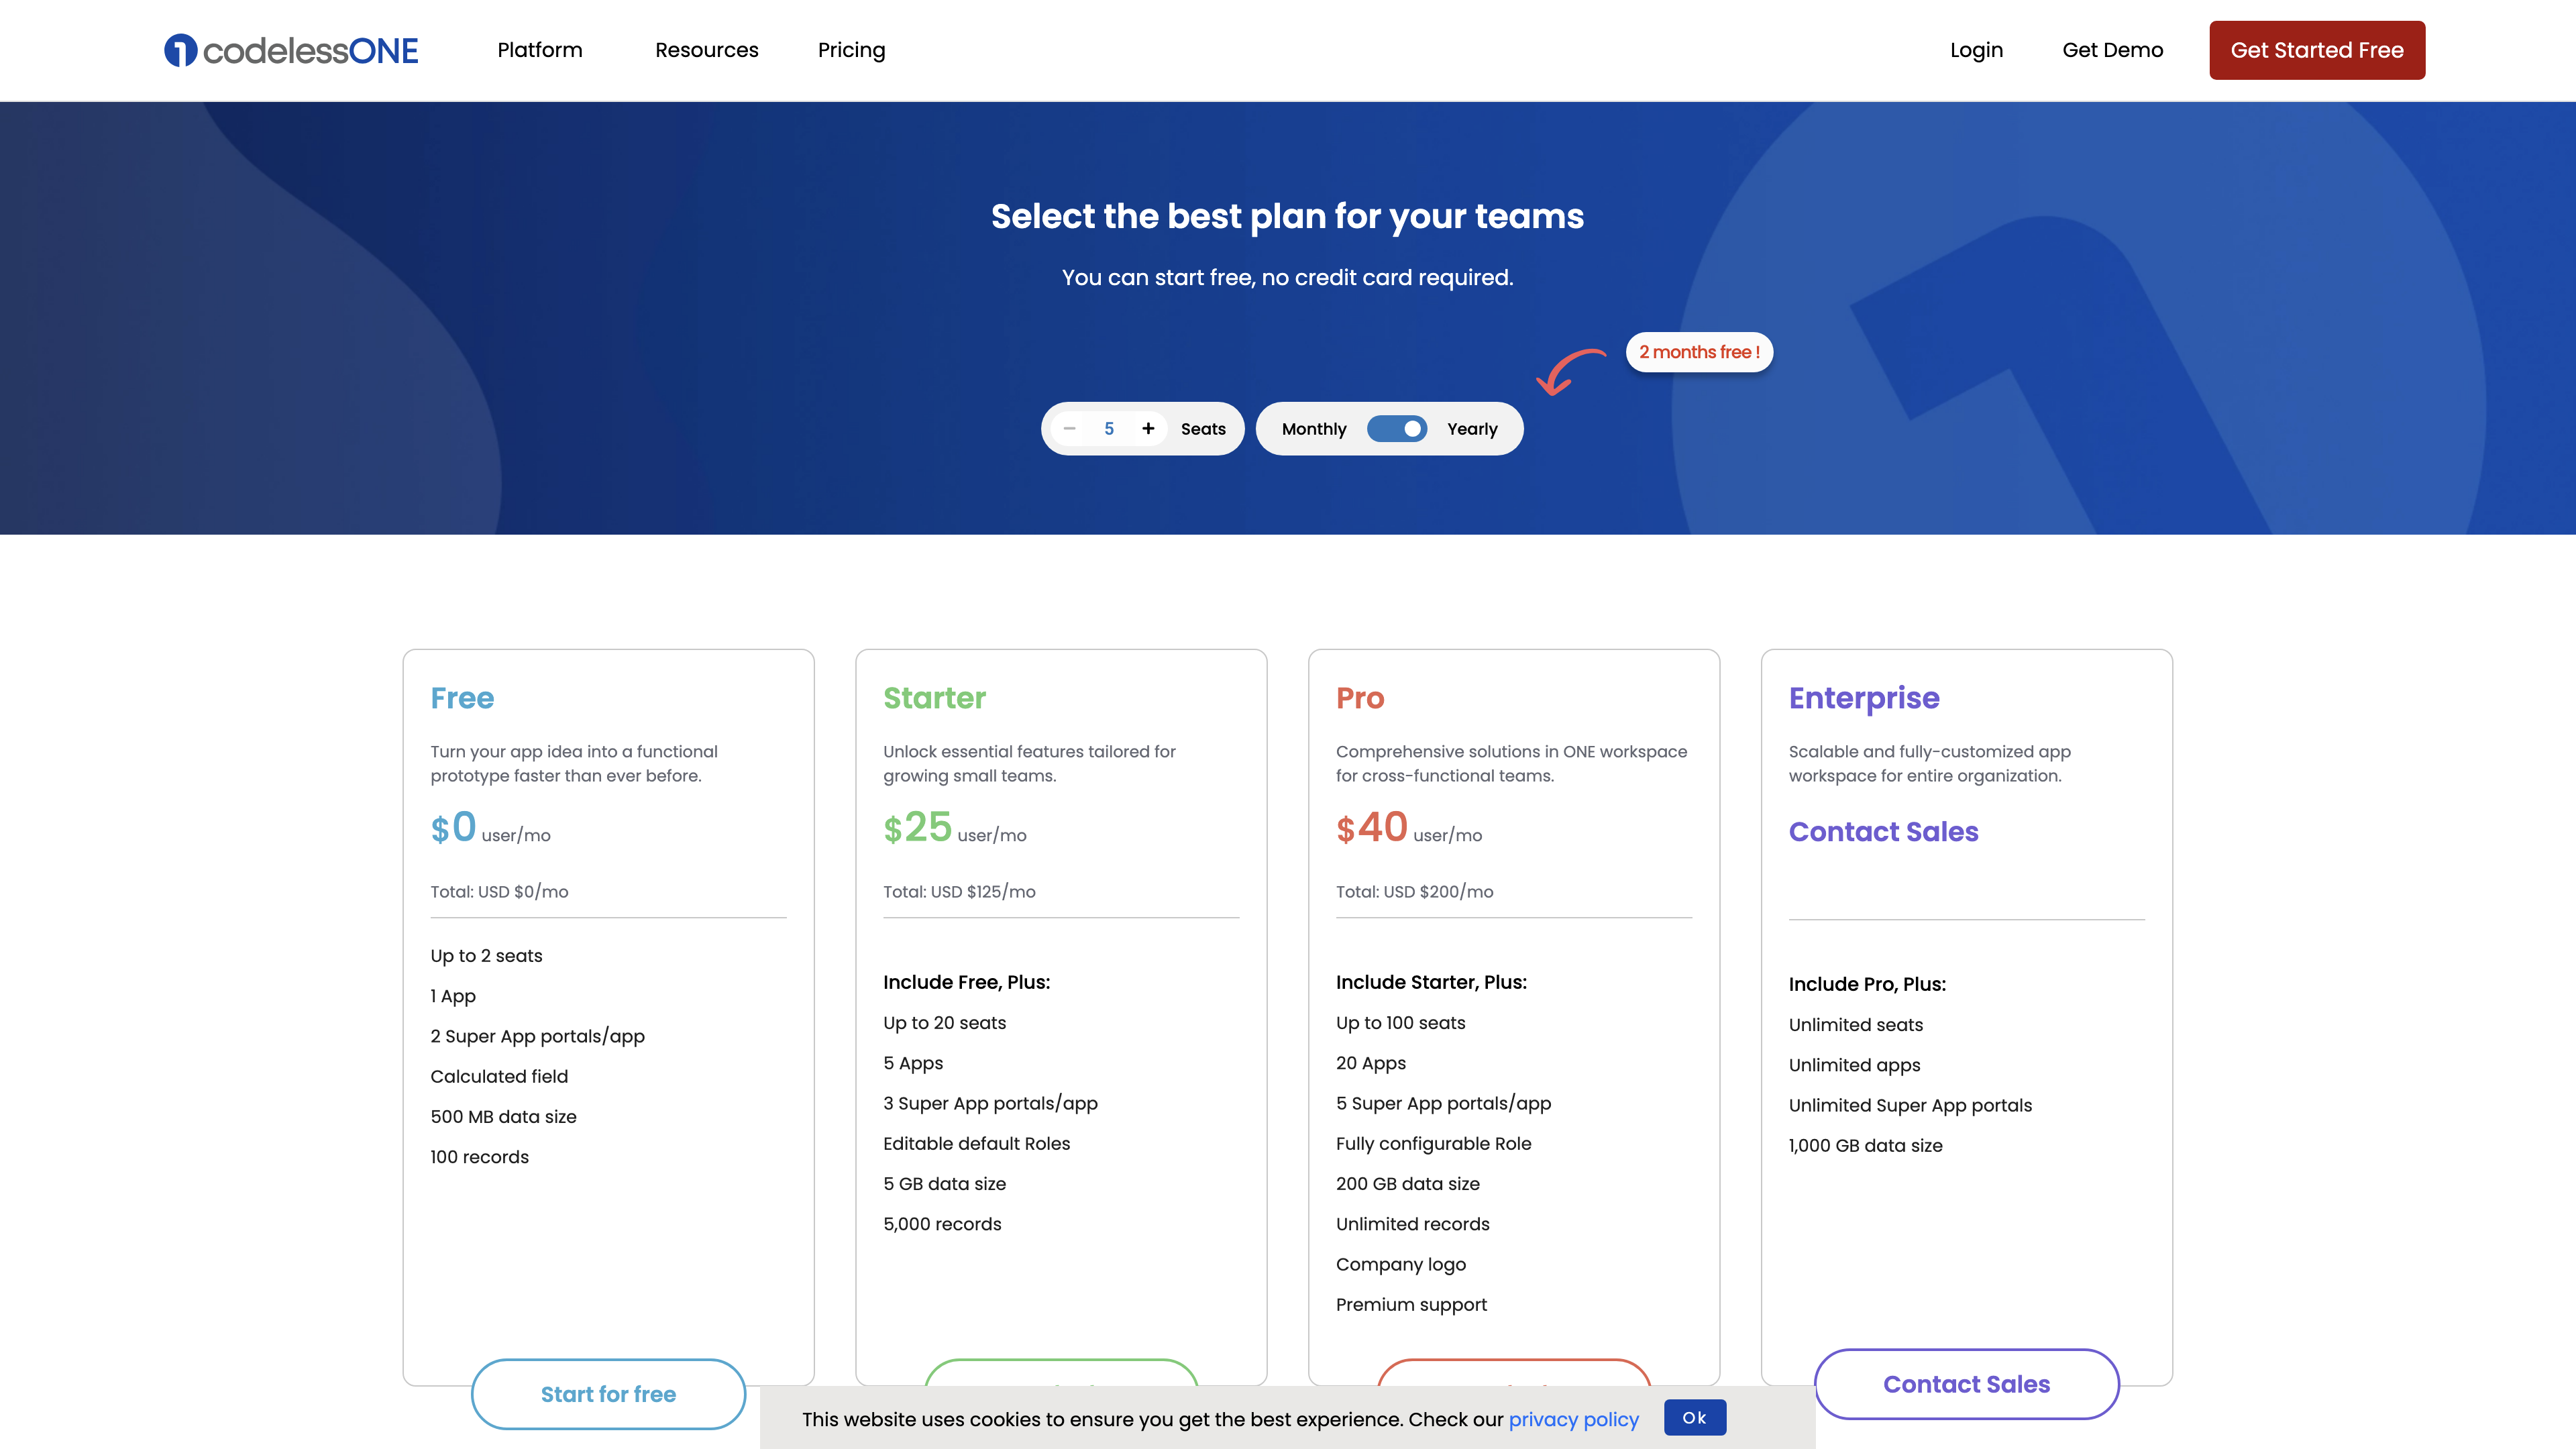 codelessONE
Platform
Resources
Pricing
Login
Get Demo
Get Started Free
Select the best plan for your teams
You can start free, no credit card required.
2 months free !
− 5 + Seats
Monthly Yearly
Free
Turn your app idea into a functional
prototype faster than ever before.
$0 user/mo
Total: USD $0/mo
Up to 2 seats
1 App
2 Super App portals/app
Calculated field
500 MB data size
100 records
Start for free
Starter
Unlock essential features tailored for
growing small teams.
$25 user/mo
Total: USD $125/mo
Include Free, Plus:
Up to 20 seats
5 Apps
3 Super App portals/app
Editable default Roles
5 GB data size
5,000 records
Pro
Comprehensive solutions in ONE workspace
for cross-functional teams.
$40 user/mo
Total: USD $200/mo
Include Starter, Plus:
Up to 100 seats
20 Apps
5 Super App portals/app
Fully configurable Role
200 GB data size
Unlimited records
Company logo
Premium support
Enterprise
Scalable and fully-customized app
workspace for entire organization.
Contact Sales
Include Pro, Plus:
Unlimited seats
Unlimited apps
Unlimited Super App portals
1,000 GB data size
Contact Sales
This website uses cookies to ensure you get the best experience. Check our privacy policy
Ok